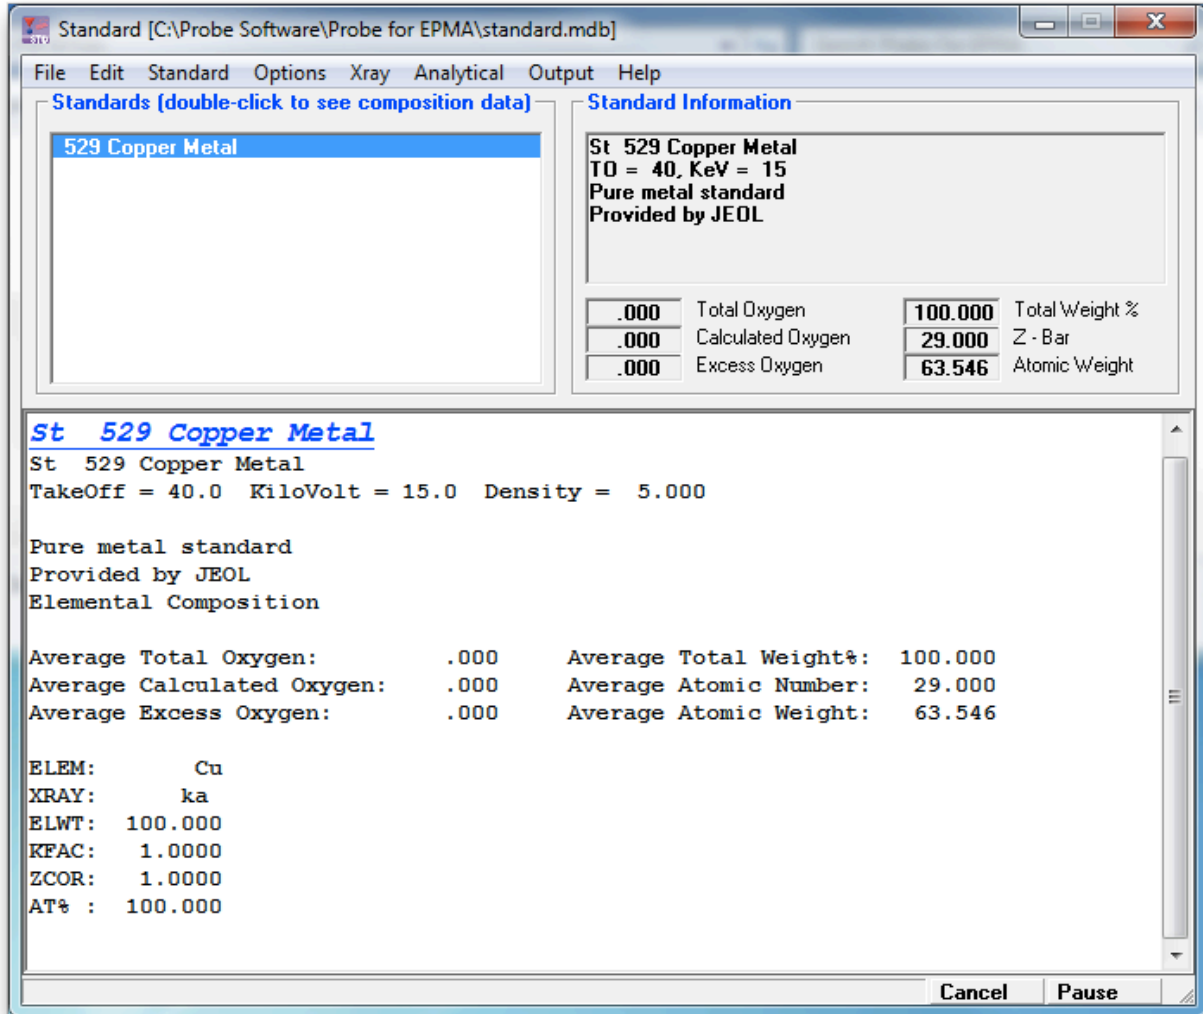 Standard [C:\Probe Software\Probe for EPMA\standard.mdb]
File Edit Standard Options Xray Analytical Output Help
Standards (double-click to see composition data)
529 Copper Metal
Standard Information
St 529 Copper Metal
TO = 40, KeV = 15
Pure metal standard
Provided by JEOL
.000 Total Oxygen 100.000 Total Weight %
.000 Calculated Oxygen 29.000 Z - Bar
.000 Excess Oxygen 63.546 Atomic Weight
St 529 Copper Metal
St 529 Copper Metal
TakeOff = 40.0 KiloVolt = 15.0 Density = 5.000
Pure metal standard
Provided by JEOL
Elemental Composition
Average Total Oxygen: .000 Average Total Weight%: 100.000
Average Calculated Oxygen: .000 Average Atomic Number: 29.000
Average Excess Oxygen: .000 Average Atomic Weight: 63.546
ELEM: Cu
XRAY: ka
ELWT: 100.000
KFAC: 1.0000
ZCOR: 1.0000
AT% : 100.000
Cancel Pause